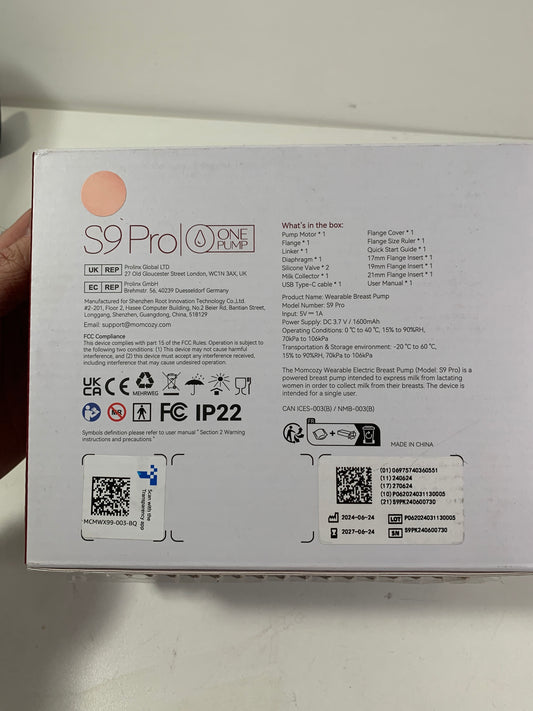 S9 Pro
ONE PUMP
What's in the box:
Pump Motor * 1
Flange * 1
Linker * 1
Diaphragm * 1
Silicone Valve * 2
Milk Collector * 1
USB Type-C cable * 1
Flange Cover * 1
Flange Size Ruler * 1
Quick Start Guide * 1
17mm Flange Insert * 1
19mm Flange Insert * 1
21mm Flange Insert * 1
User Manual * 1
UK REP
Prolinx Global LTD
27 Old Gloucester Street London, WC1N 3AX, UK
EC REP
Prolinx GmbH
Brehmstr. 56, 40239 Duesseldorf Germany
Manufactured for Shenzhen Root Innovation Technology Co.,Ltd.
#2-201, Floor 2, Hasee Computer Building,No.2 Beier Rd, Bantian Street,
Longgang, Shenzhen, Guangdong, China, 518129
Email: support@momcozy.com
FCC Compliance
This device complies with part 15 of the FCC Rules. Operation is subject to
the following two conditions: (1) This device may not cause harmful
interference, and (2) this device must accept any interference received,
including interference that may cause undesired operation.
Product Name: Wearable Breast Pump
Model Number: S9 Pro
Input: 5V ⎓ 1A
Power Supply: DC 3.7 V / 1600mAh
Operational Conditions: 0 ℃ to 40 ℃, 15% to 90%RH,
70kPa to 106kPa
Transportation & Storage environment: -20 ℃ to 60 ℃,
15% to 90%RH, 70kPa to 106kPa
The Momcozy Wearable Electric Breast Pump (Model: S9 Pro) is a
powered breast pump intended to express milk from lactating
women in order to collect milk from their breasts. The device is
intended for a single user.
CAN ICES-003(B) / NMB-003(B)
UK
CA
CE
MEHRWEG
MR
FC
IP22
FR
MADE IN CHINA
Symbols definition please refer to user manual " Section 2 Warning
instructions and precautions "
Scan with the
Transparency app
MCMWX99-003-BQ
(01) 06975740360551
(11) 240624
(17) 270624
(10) P062024031130005
(21) S9PK240600730
2024-06-24
LOT P062024031130005
2027-06-24
SN S9PK240600730